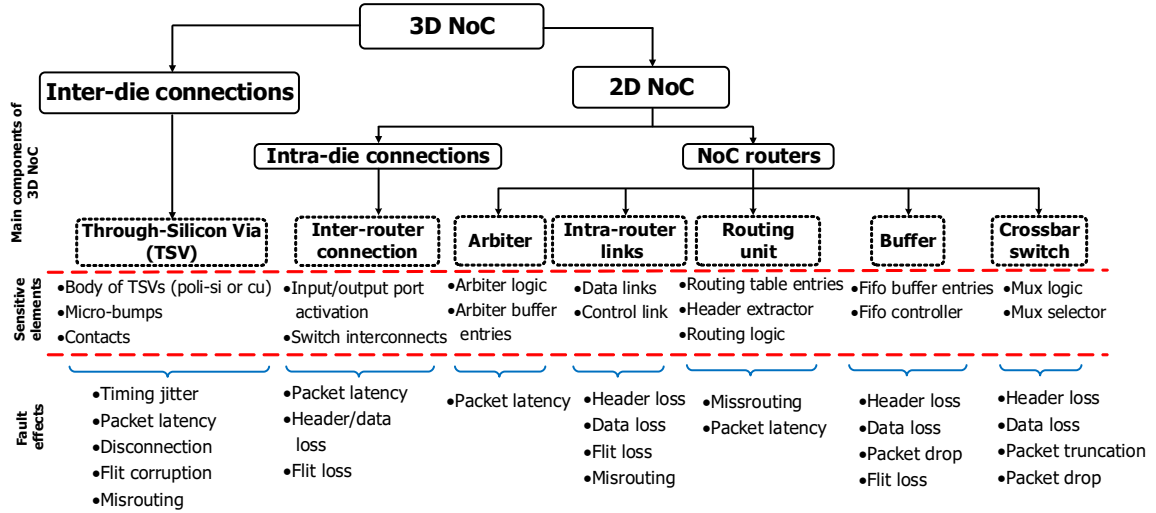 3D NoC
Inter-die connections
2D NoC
Intra-die connections
NoC routers
Main components of
3D NoC
Through-Silicon Via
(TSV)
Inter-router
connection
Arbiter
Intra-router
links
Routing
unit
Buffer
Crossbar
switch
Sensitive
elements
•Body of TSVs (poli-si or cu)
•Micro-bumps
•Contacts
•Input/output port
activation
•Switch interconnects
•Arbiter logic
•Arbiter buffer
entries
•Data links
•Control link
•Routing table entries
•Header extractor
•Routing logic
•Fifo buffer entries
•Fifo controller
•Mux logic
•Mux selector
Fault
effects
•Timing jitter
•Packet latency
•Disconnection
•Flit corruption
•Misrouting
•Packet latency
•Header/data
loss
•Flit loss
•Packet latency
•Header loss
•Data loss
•Flit loss
•Misrouting
•Missrouting
•Packet latency
•Header loss
•Data loss
•Packet drop
•Flit loss
•Header loss
•Data loss
•Packet truncation
•Packet drop